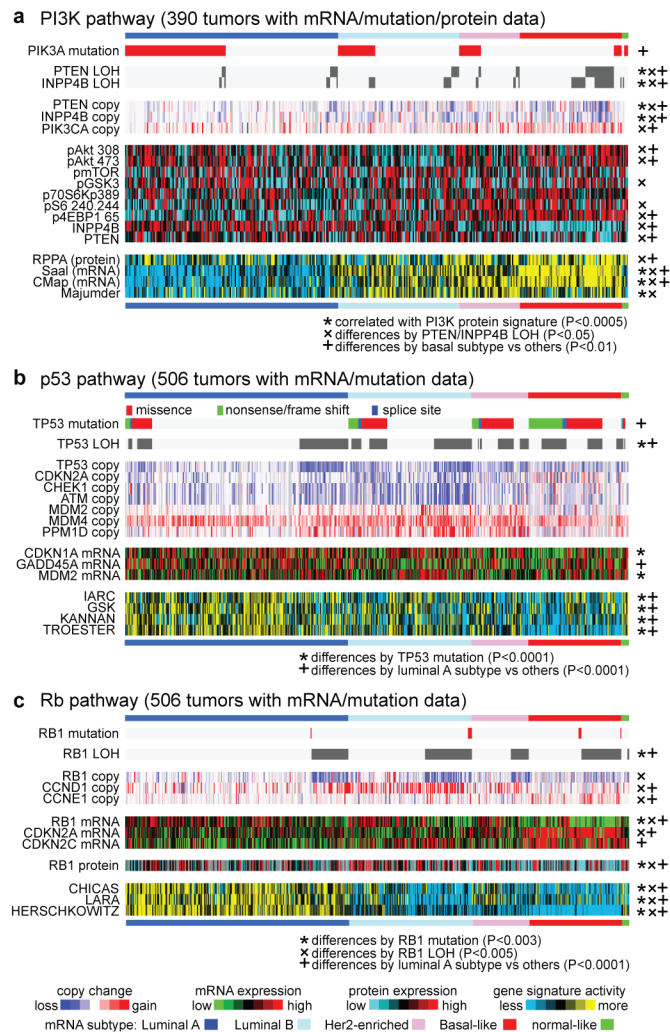 a PI3K pathway (390 tumors with mRNA/mutation/protein data)
PIK3A mutation +
PTEN LOH *×+
INPP4B LOH *×+
PTEN copy *×+
INPP4B copy *×+
PIK3CA copy ×+
pAkt 308 ×+
pAkt 473 ×+
pmTOR
pGSK3 ×
p70S6Kp389
pS6 240.244 ×
p4EBP1 65 ×+
INPP4B ×+
PTEN ×+
RPPA (protein) ×+
Saal (mRNA) *×+
CMap (mRNA) *×+
Majumder *×
* correlated with PI3K protein signature (P<0.0005)
× differences by PTEN/INPP4B LOH (P<0.05)
+ differences by basal subtype vs others (P<0.01)
b p53 pathway (506 tumors with mRNA/mutation data)
missence nonsense/frame shift splice site
TP53 mutation +
TP53 LOH *+
TP53 copy
CDKN2A copy
CHEK1 copy
ATM copy
MDM2 copy
MDM4 copy
PPM1D copy
CDKN1A mRNA *
GADD45A mRNA +
MDM2 mRNA *
IARC *+
GSK *+
KANNAN *+
TROESTER *+
* differences by TP53 mutation (P<0.0001)
+ differences by luminal A subtype vs others (P<0.0001)
c Rb pathway (506 tumors with mRNA/mutation data)
RB1 mutation
RB1 LOH *+
RB1 copy ×
CCND1 copy ×+
CCNE1 copy ×+
RB1 mRNA *×+
CDKN2A mRNA *×+
CDKN2C mRNA +
RB1 protein *×+
CHICAS *×+
LARA *×+
HERSCHKOWITZ *×+
* differences by RB1 mutation (P<0.003)
× differences by RB1 LOH (P<0.005)
+ differences by luminal A subtype vs others (P<0.0001)
copy change mRNA expression protein expression gene signature activity
loss gain low high low high less more
mRNA subtype: Luminal A Luminal B Her2-enriched Basal-like normal-like